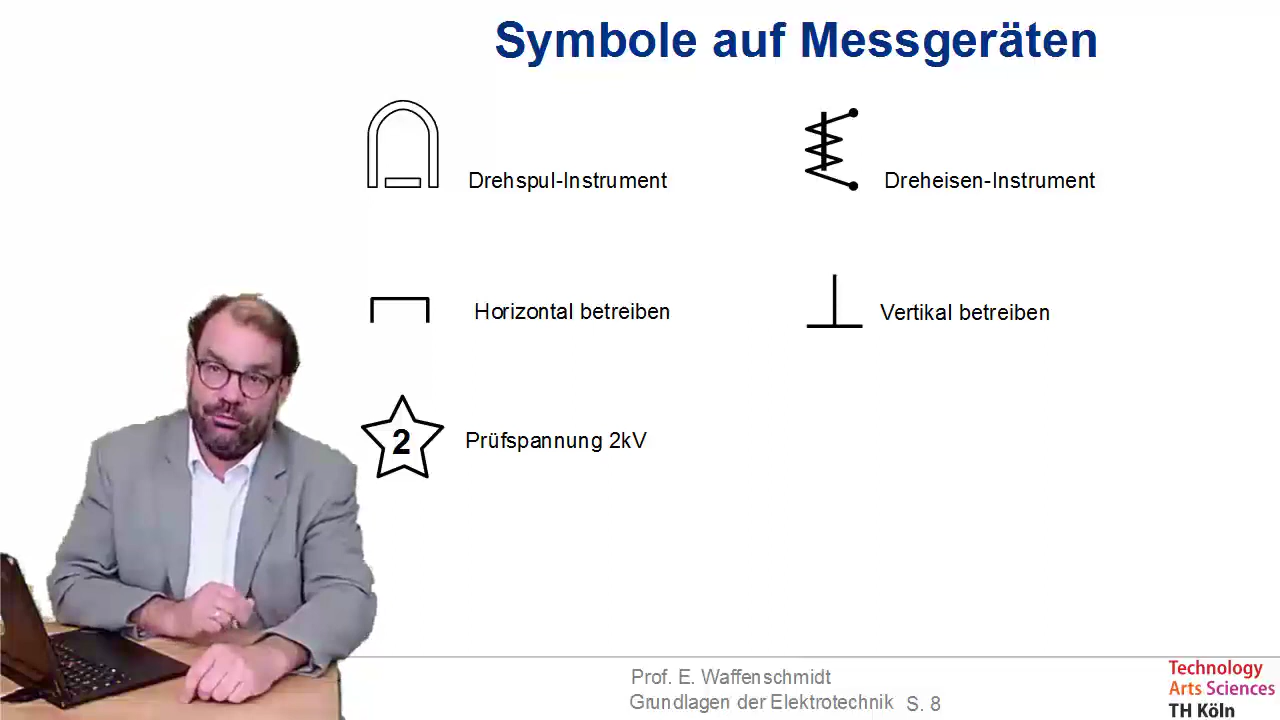 Symbole auf Messgeräten
Drehspul-Instrument
Dreheisen-Instrument
Horizontal betreiben
Vertikal betreiben
2
Prüfspannung 2kV
Prof. E. Waffenschmidt
Grundlagen der Elektrotechnik S. 8
Technology
Arts Sciences
TH Köln